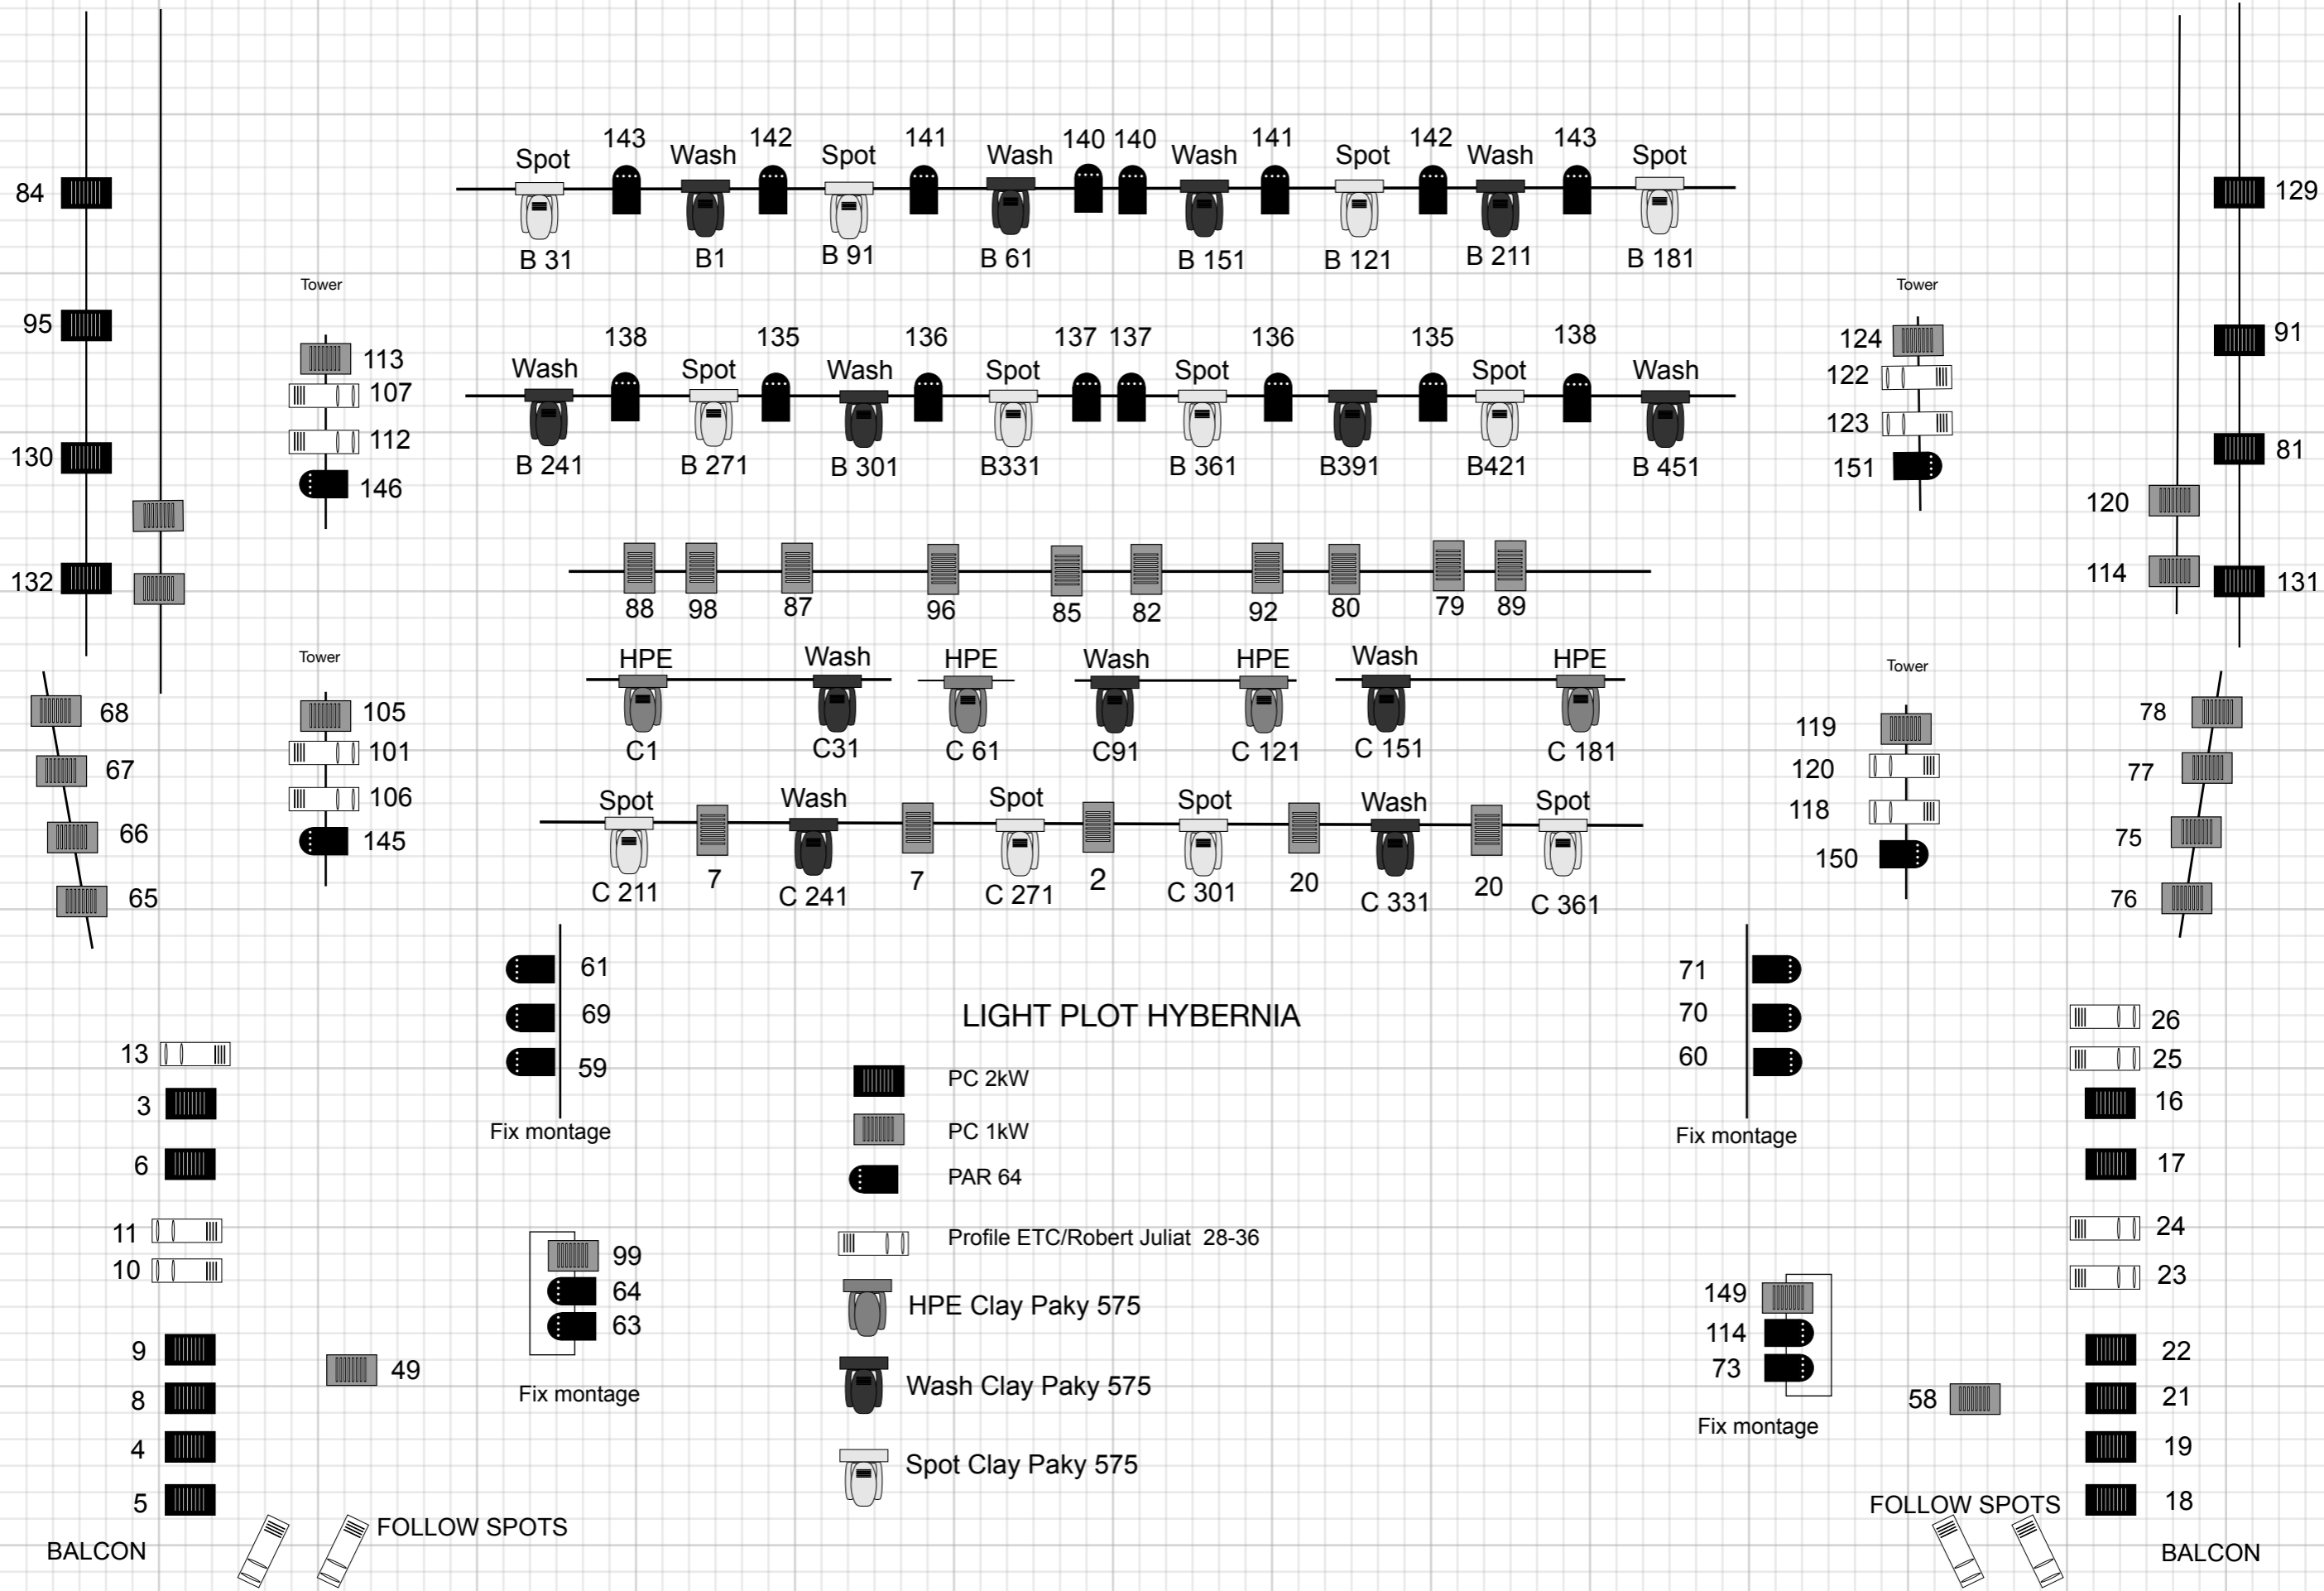 143 142 141 140 140 141 142 143
Spot Wash Spot Wash Wash Spot Wash Spot
84 129
B 31 B1 B 91 B 61 B 151 B 121 B 211 B 181
Tower Tower
95 138 135 136 137 137 136 135 138 124 91
113 Wash Spot Wash Spot Spot Spot Wash 122
107 123
112 81
130 B 241 B 271 B 301 B331 B 361 B391 B421 B 451 151
146 120
132 114 131
88 98 87 96 85 82 92 80 79 89
Tower HPE Wash HPE Wash HPE Wash HPE Tower
68 105 119 78
C1 C31 C 61 C91 C 121 C 151 C 181
67 101 120 77
66 106 Spot Wash Spot Spot Wash Spot 118 75
145 150
65 C 211 7 C 241 7 C 271 2 C 301 20 C 331 20 C 361 76
61 71
69 LIGHT PLOT HYBERNIA 70 26
13 59 60 25
3 PC 2kW 16
Fix montage PC 1kW Fix montage
6 PAR 64 17
11 Profile ETC/Robert Juliat 28-36 24
10 99 23
64 HPE Clay Paky 575 149
63 114
9 49 Wash Clay Paky 575 73 22
8 Fix montage 58 21
Fix montage
4 Spot Clay Paky 575 19
5 FOLLOW SPOTS FOLLOW SPOTS 18
BALCON BALCON